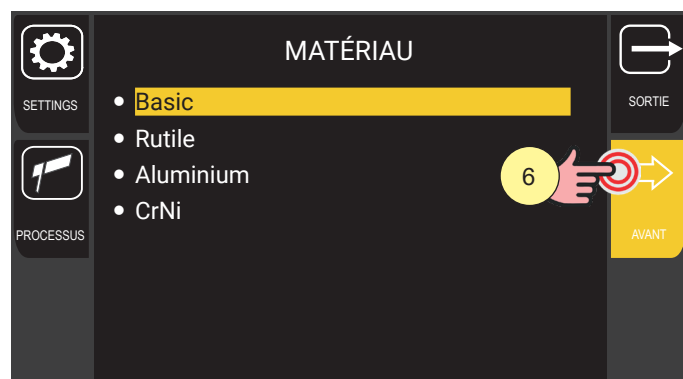 MATÉRIAU
SETTINGS
PROCESSUS
Basic
Rutile
Aluminium
CrNi
6
SORTIE
AVANT